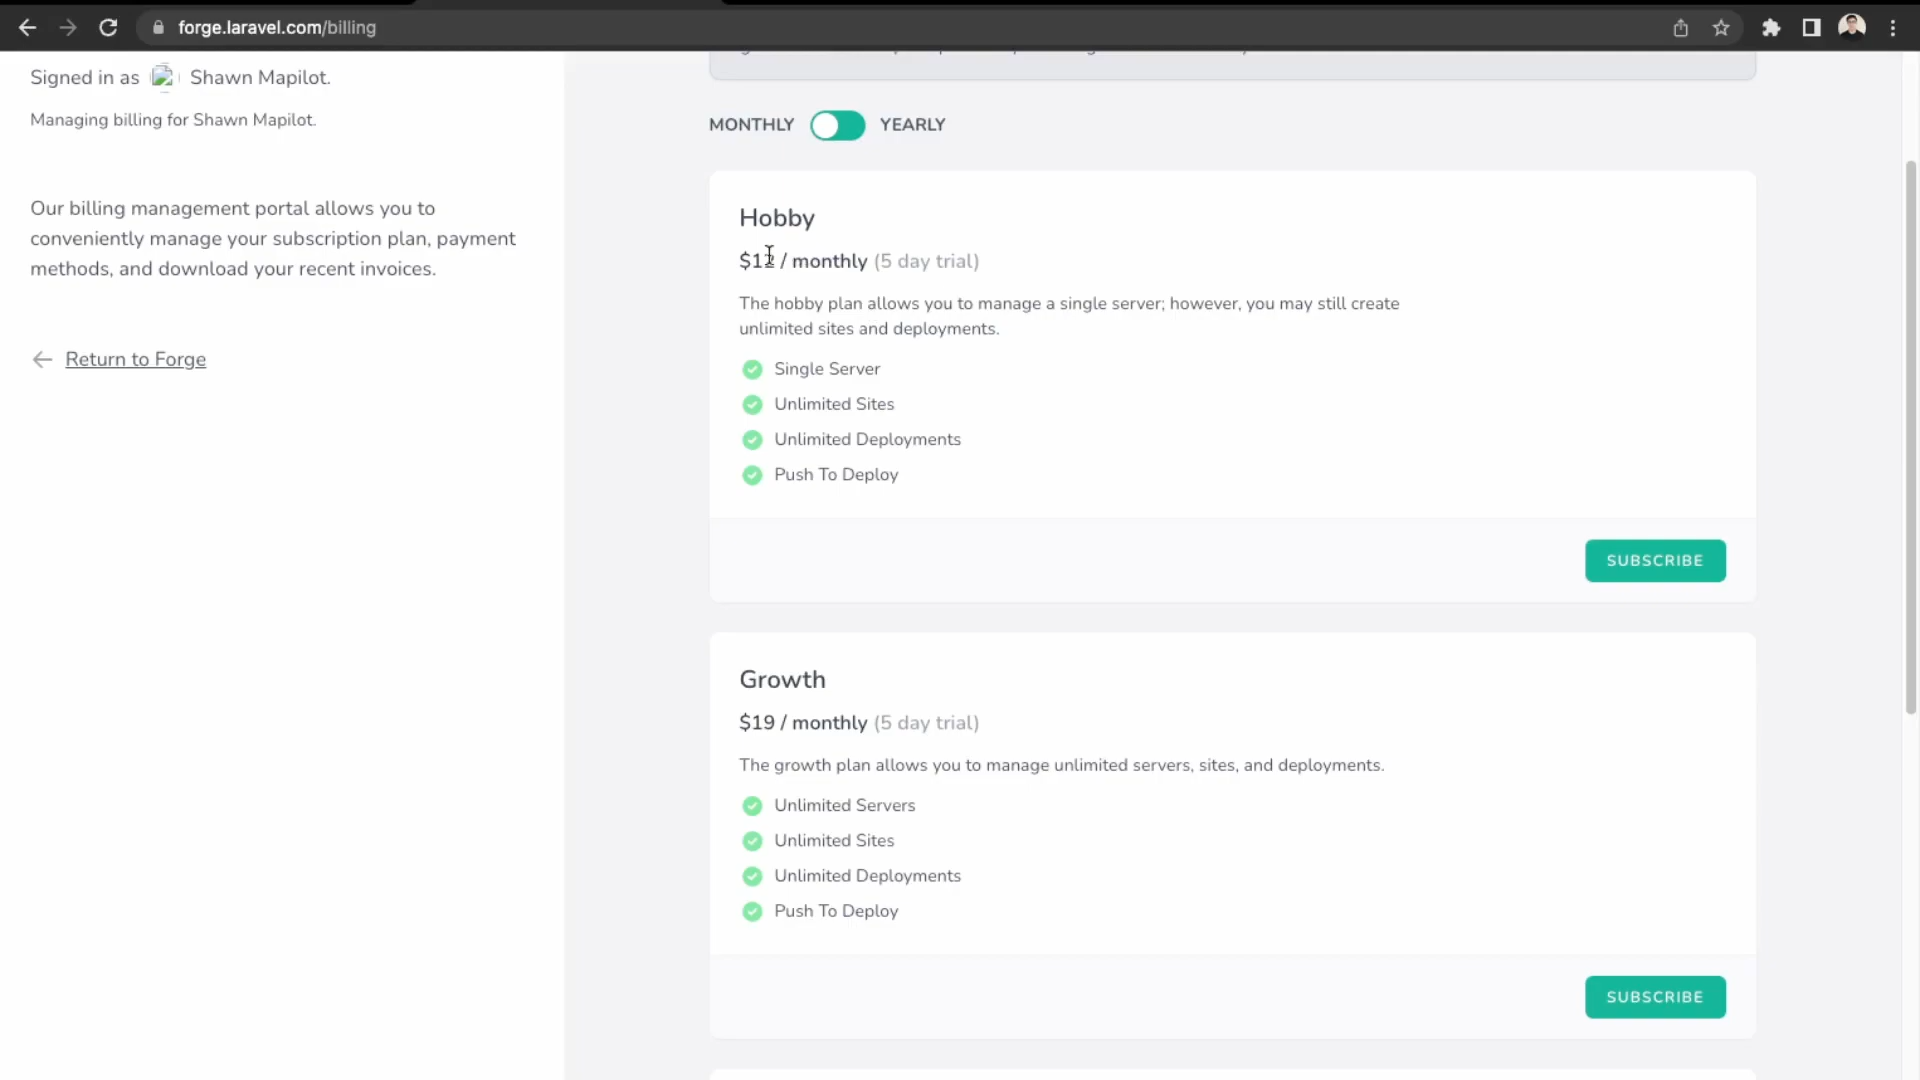 forge.laravel.com/billing
Signed in as Shawn Mapilot.
Managing billing for Shawn Mapilot.
Our billing management portal allows you to
conveniently manage your subscription plan, payment
methods, and download your recent invoices.
Return to Forge
MONTHLY YEARLY
Hobby
$12 / monthly (5 day trial)
The hobby plan allows you to manage a single server; however, you may still create
unlimited sites and deployments.
Single Server
Unlimited Sites
Unlimited Deployments
Push To Deploy
SUBSCRIBE
Growth
$19 / monthly (5 day trial)
The growth plan allows you to manage unlimited servers, sites, and deployments.
Unlimited Servers
Unlimited Sites
Unlimited Deployments
Push To Deploy
SUBSCRIBE